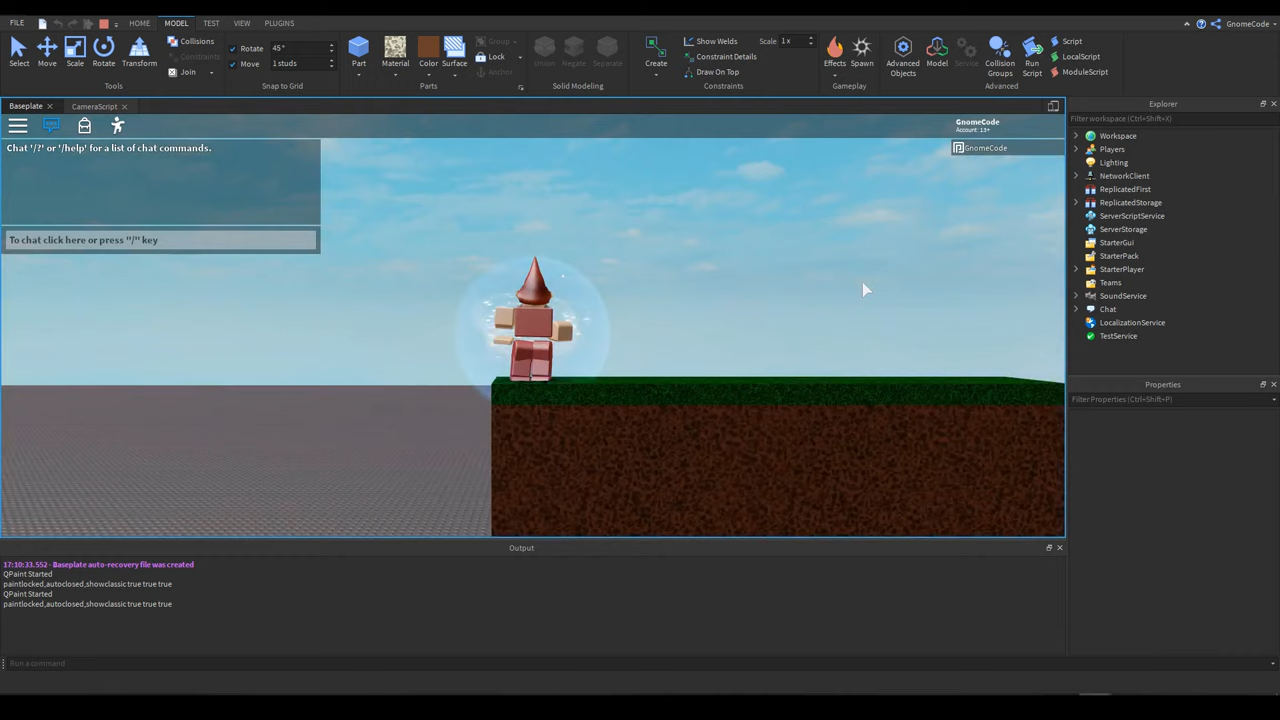 FILE HOME MODEL TEST VIEW PLUGINS GnomeCode
Select Move Scale Rotate Transform
Collisions
Constraints
Join
Tools
Rotate 45°
Move 1 studs
Snap to Grid
Part Material Color Surface
Group
Lock
Anchor
Parts
Union Negate Separate
Solid Modeling
Create
Show Welds Scale 1x
Constraint Details
Draw On Top
Constraints
Effects Spawn
Gameplay
Advanced Objects
Model
Service
Collision Groups
Run Script
Script
LocalScript
ModuleScript
Advanced
Baseplate CameraScript
GnomeCode
Account: 13+
GnomeCode
Chat '/?' or '/help' for a list of chat commands.
To chat click here or press "/" key
Explorer
Filter workspace (Ctrl+Shift+X)
Workspace
Players
Lighting
NetworkClient
ReplicatedFirst
ReplicatedStorage
ServerScriptService
ServerStorage
StarterGui
StarterPack
StarterPlayer
Teams
SoundService
Chat
LocalizationService
TestService
Properties
Filter Properties (Ctrl+Shift+P)
Output
17:10:33.552 - Baseplate auto-recovery file was created
QPaint Started
paintlocked,autoclosed,showclassic true true true
QPaint Started
paintlocked,autoclosed,showclassic true true true
Run a command